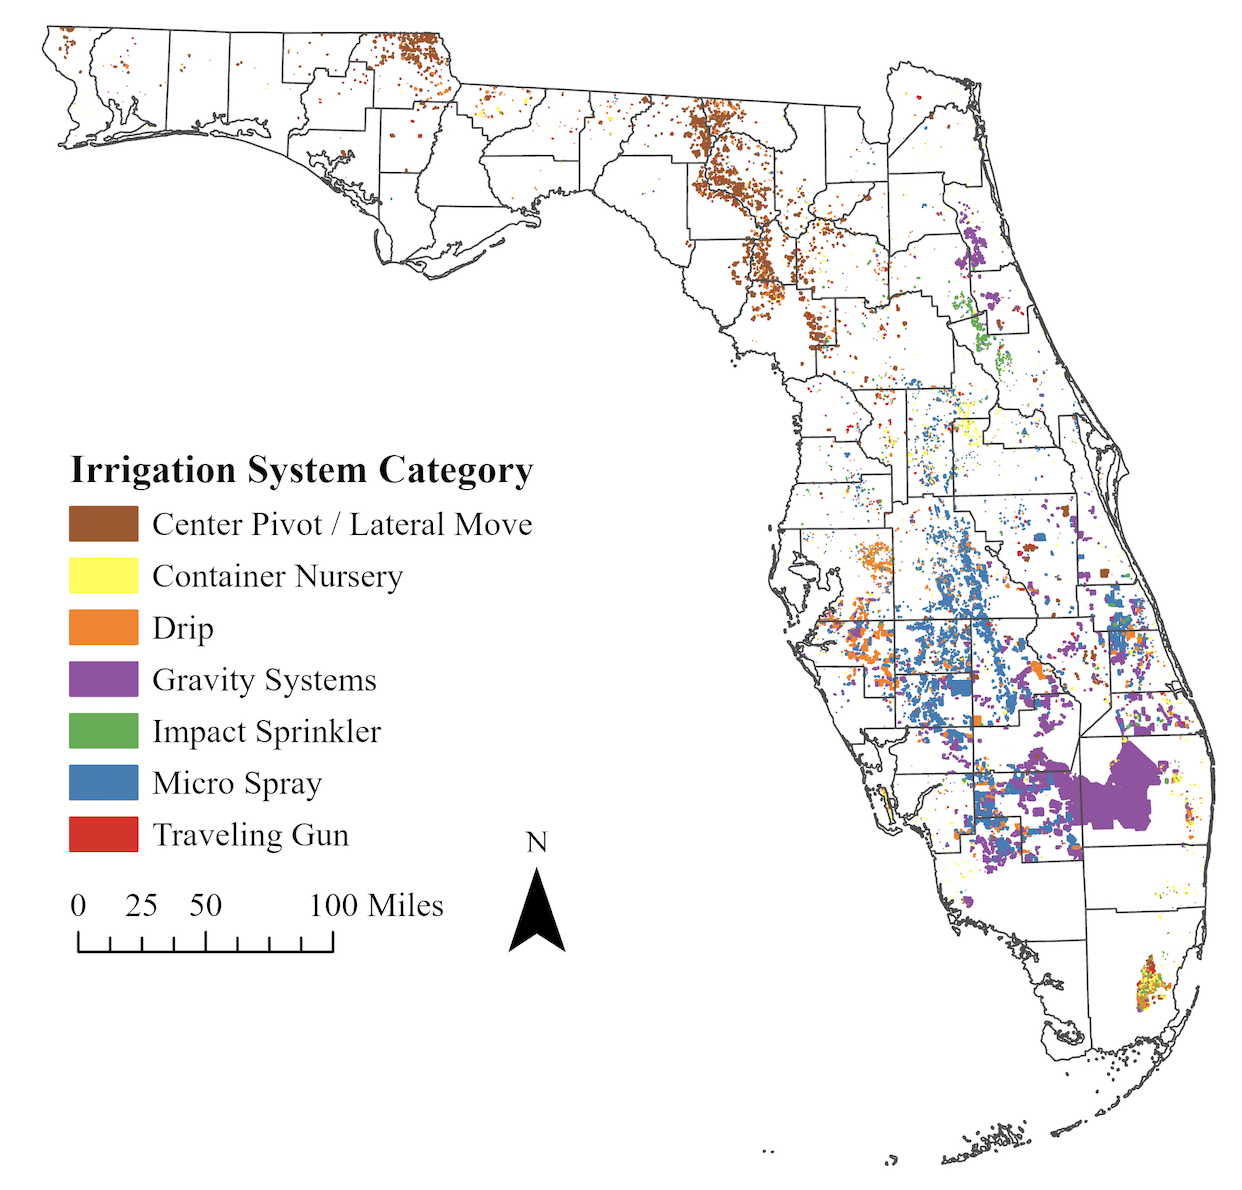 Irrigation System Category
Center Pivot / Lateral Move
Container Nursery
Drip
Gravity Systems
Impact Sprinkler
Micro Spray
Traveling Gun
N
0 25 50 100 Miles